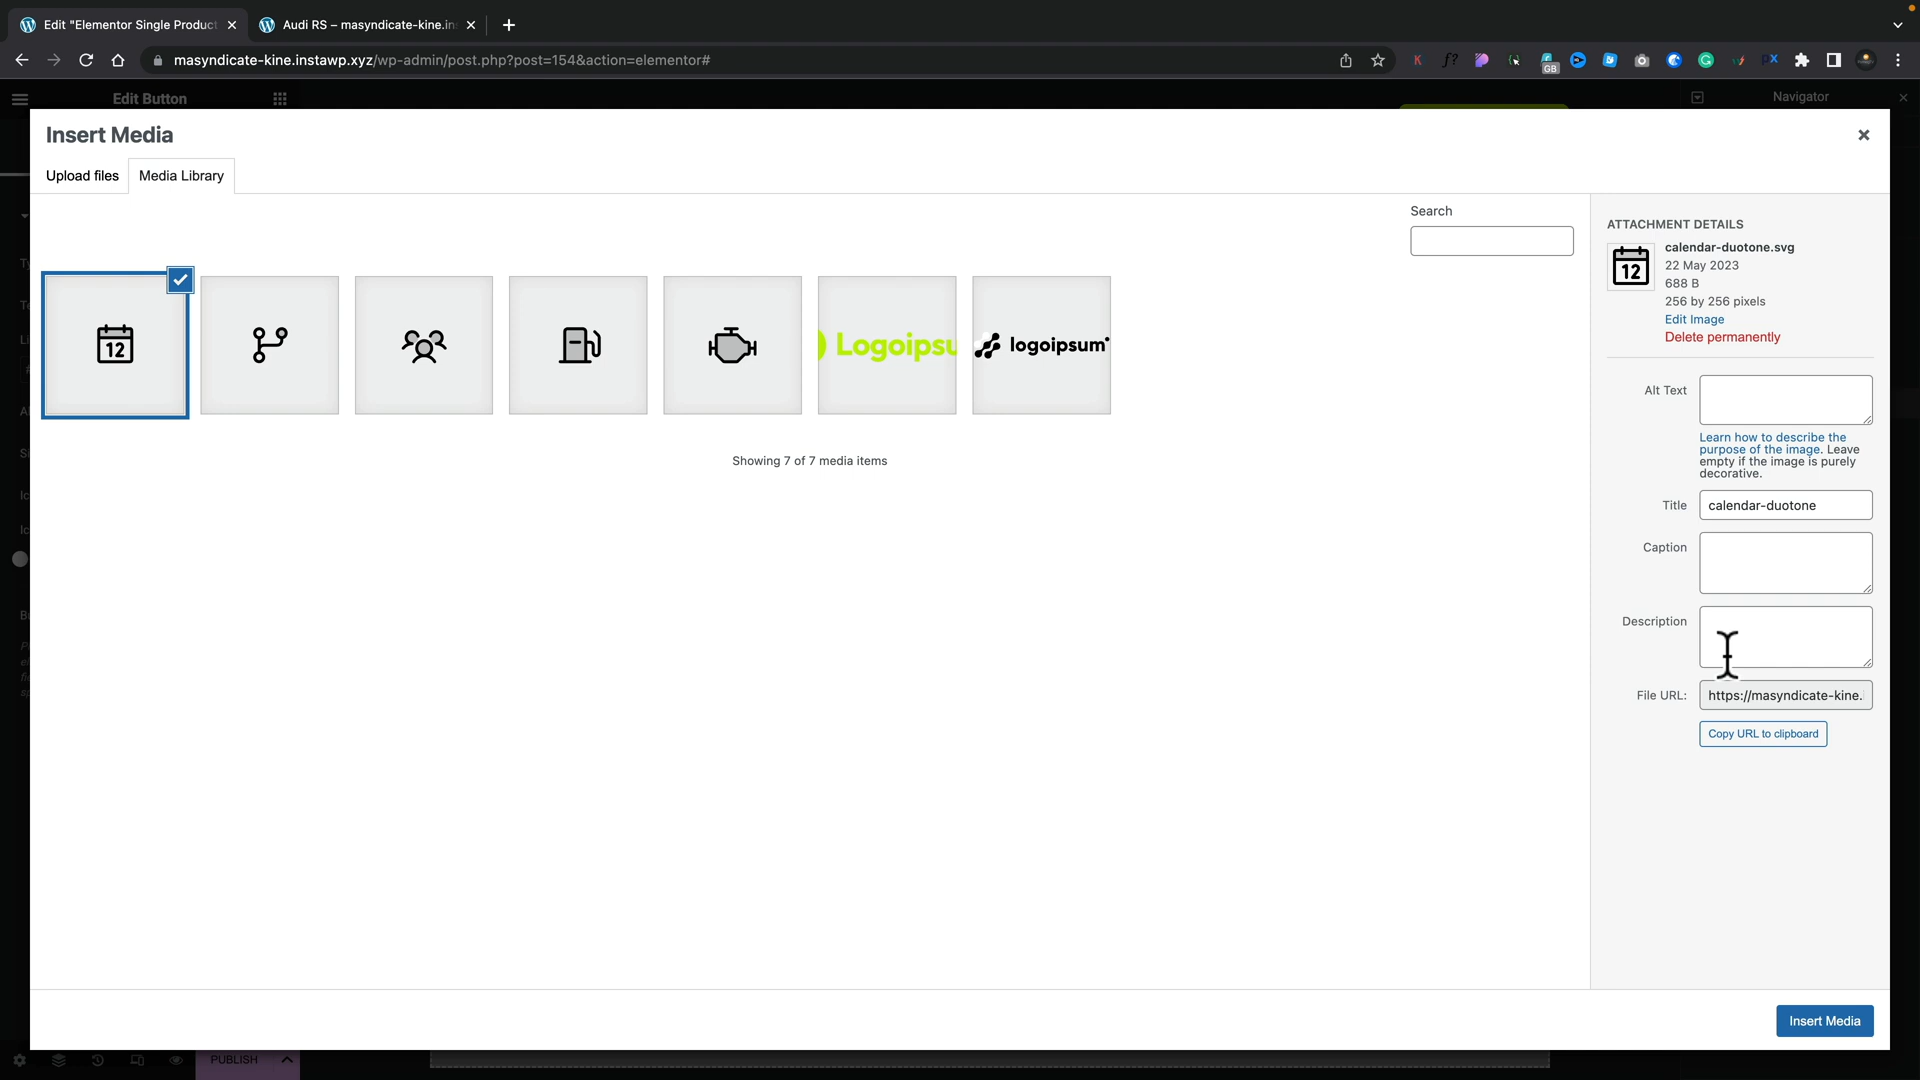 Edit "Elementor Single Product
Audi RS – masyndicate-kine.in
masyndicate-kine.instawp.xyz/wp-admin/post.php?post=154&action=elementor#
GB
Edit Button
Navigator
Insert Media
Upload files
Media Library
Search
12
Logoipsu
logoipsum
Showing 7 of 7 media items
ATTACHMENT DETAILS
12
calendar-duotone.svg
22 May 2023
688 B
256 by 256 pixels
Edit Image
Delete permanently
Alt Text
Learn how to describe the
purpose of the image. Leave
empty if the image is purely
decorative.
Title
calendar-duotone
Caption
Description
File URL:
https://masyndicate-kine.
Copy URL to clipboard
Insert Media
PUBLISH